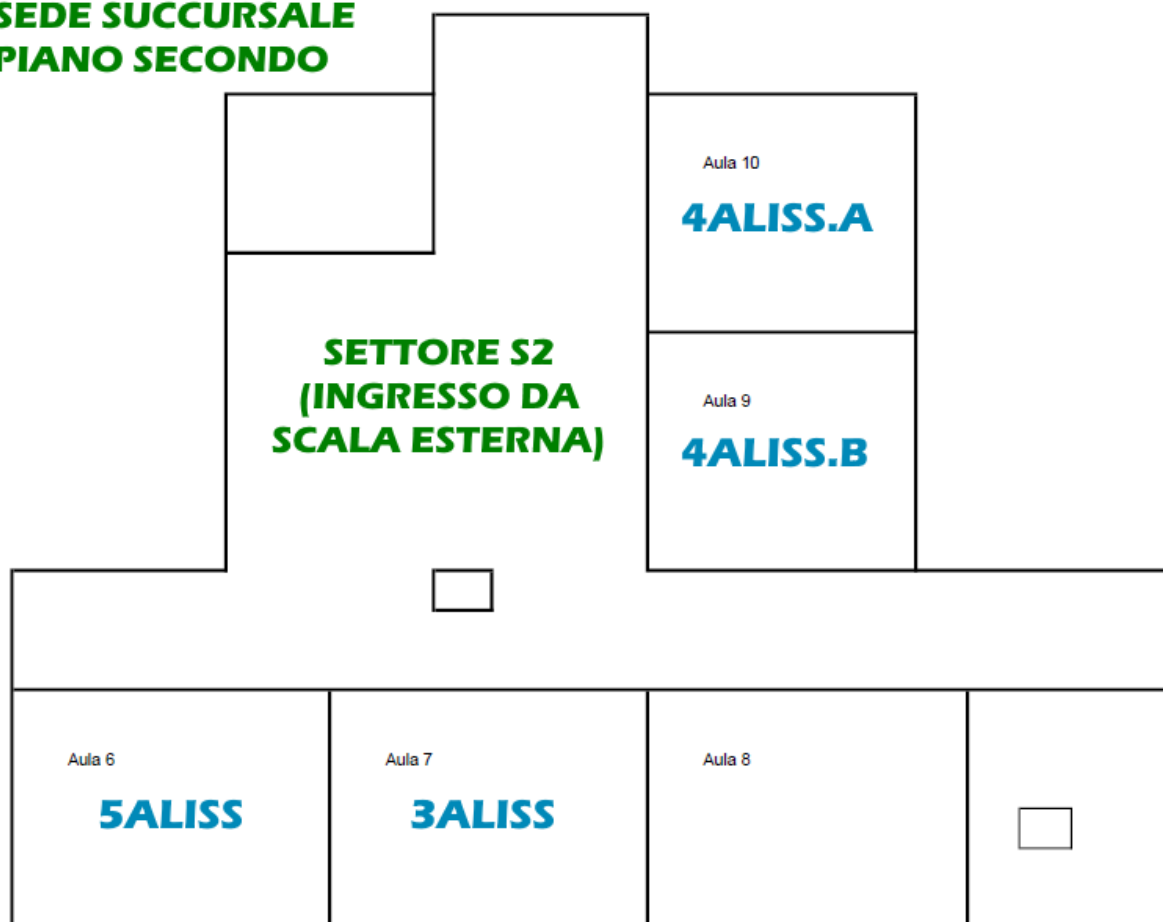 SEDE SUCCURSALE
PIANO SECONDO
Aula 10
4ALISS.A
SETTORE S2
(INGRESSO DA
SCALA ESTERNA)
Aula 9
4ALISS.B
Aula 6
5ALISS
Aula 7
3ALISS
Aula 8